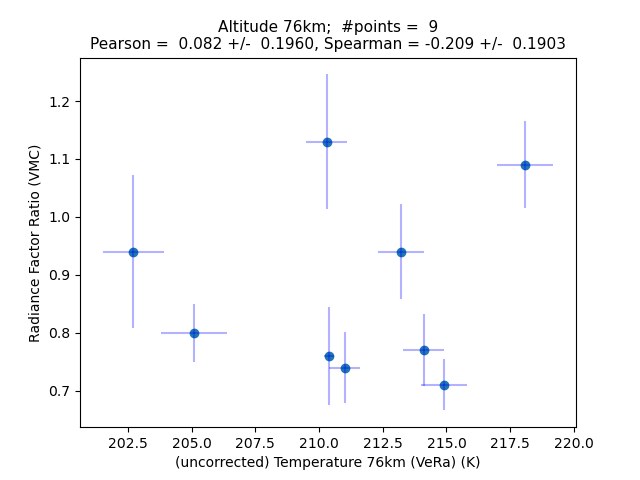 Altitude 76km;  #points =  9
Pearson =  0.082 +/-  0.1960, Spearman = -0.209 +/-  0.1903
1.2
1.1
1.0
0.9
0.8
0.7
Radiance Factor Ratio (VMC)
202.5 205.0 207.5 210.0 212.5 215.0 217.5 220.0
(uncorrected) Temperature 76km (VeRa) (K)